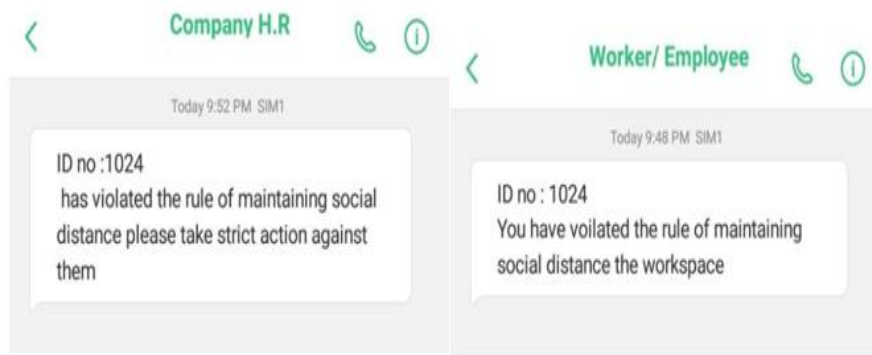 Company H.R
Today 9:52 PM SIM1
ID no :1024
has violated the rule of maintaining social
distance please take strict action against
them
Worker/ Employee
Today 9:48 PM SIM1
ID no : 1024
You have voilated the rule of maintaining
social distance the workspace